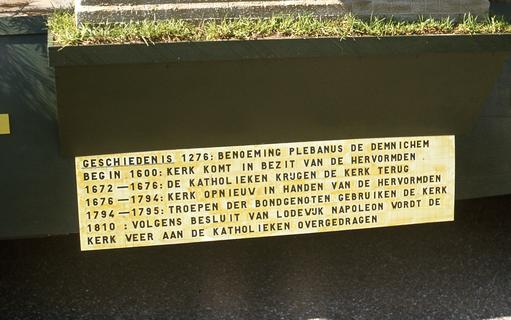 GESCHIEDENIS 1276: BENOEMING PLEBANUS DE DEMNICHEM
BEGIN 1600: KERK KOMT IN BEZIT VAN DE HERVORMDEN.
1672—1676: DE KATHOLIEKEN KRIJGEN DE KERK TERUG
1676—1794: KERK OPNIEUW IN HANDEN VAN DE HERVORMDEN
1794—1795: TROEPEN DER BONDGENOTEN GEBRUIKEN DE KERK
1810 : VOLGENS BESLUIT VAN LODEWIJK NAPOLEON WORDT DE
KERK VEER AAN DE KATHOLIEKEN OVERGEDRAGEN